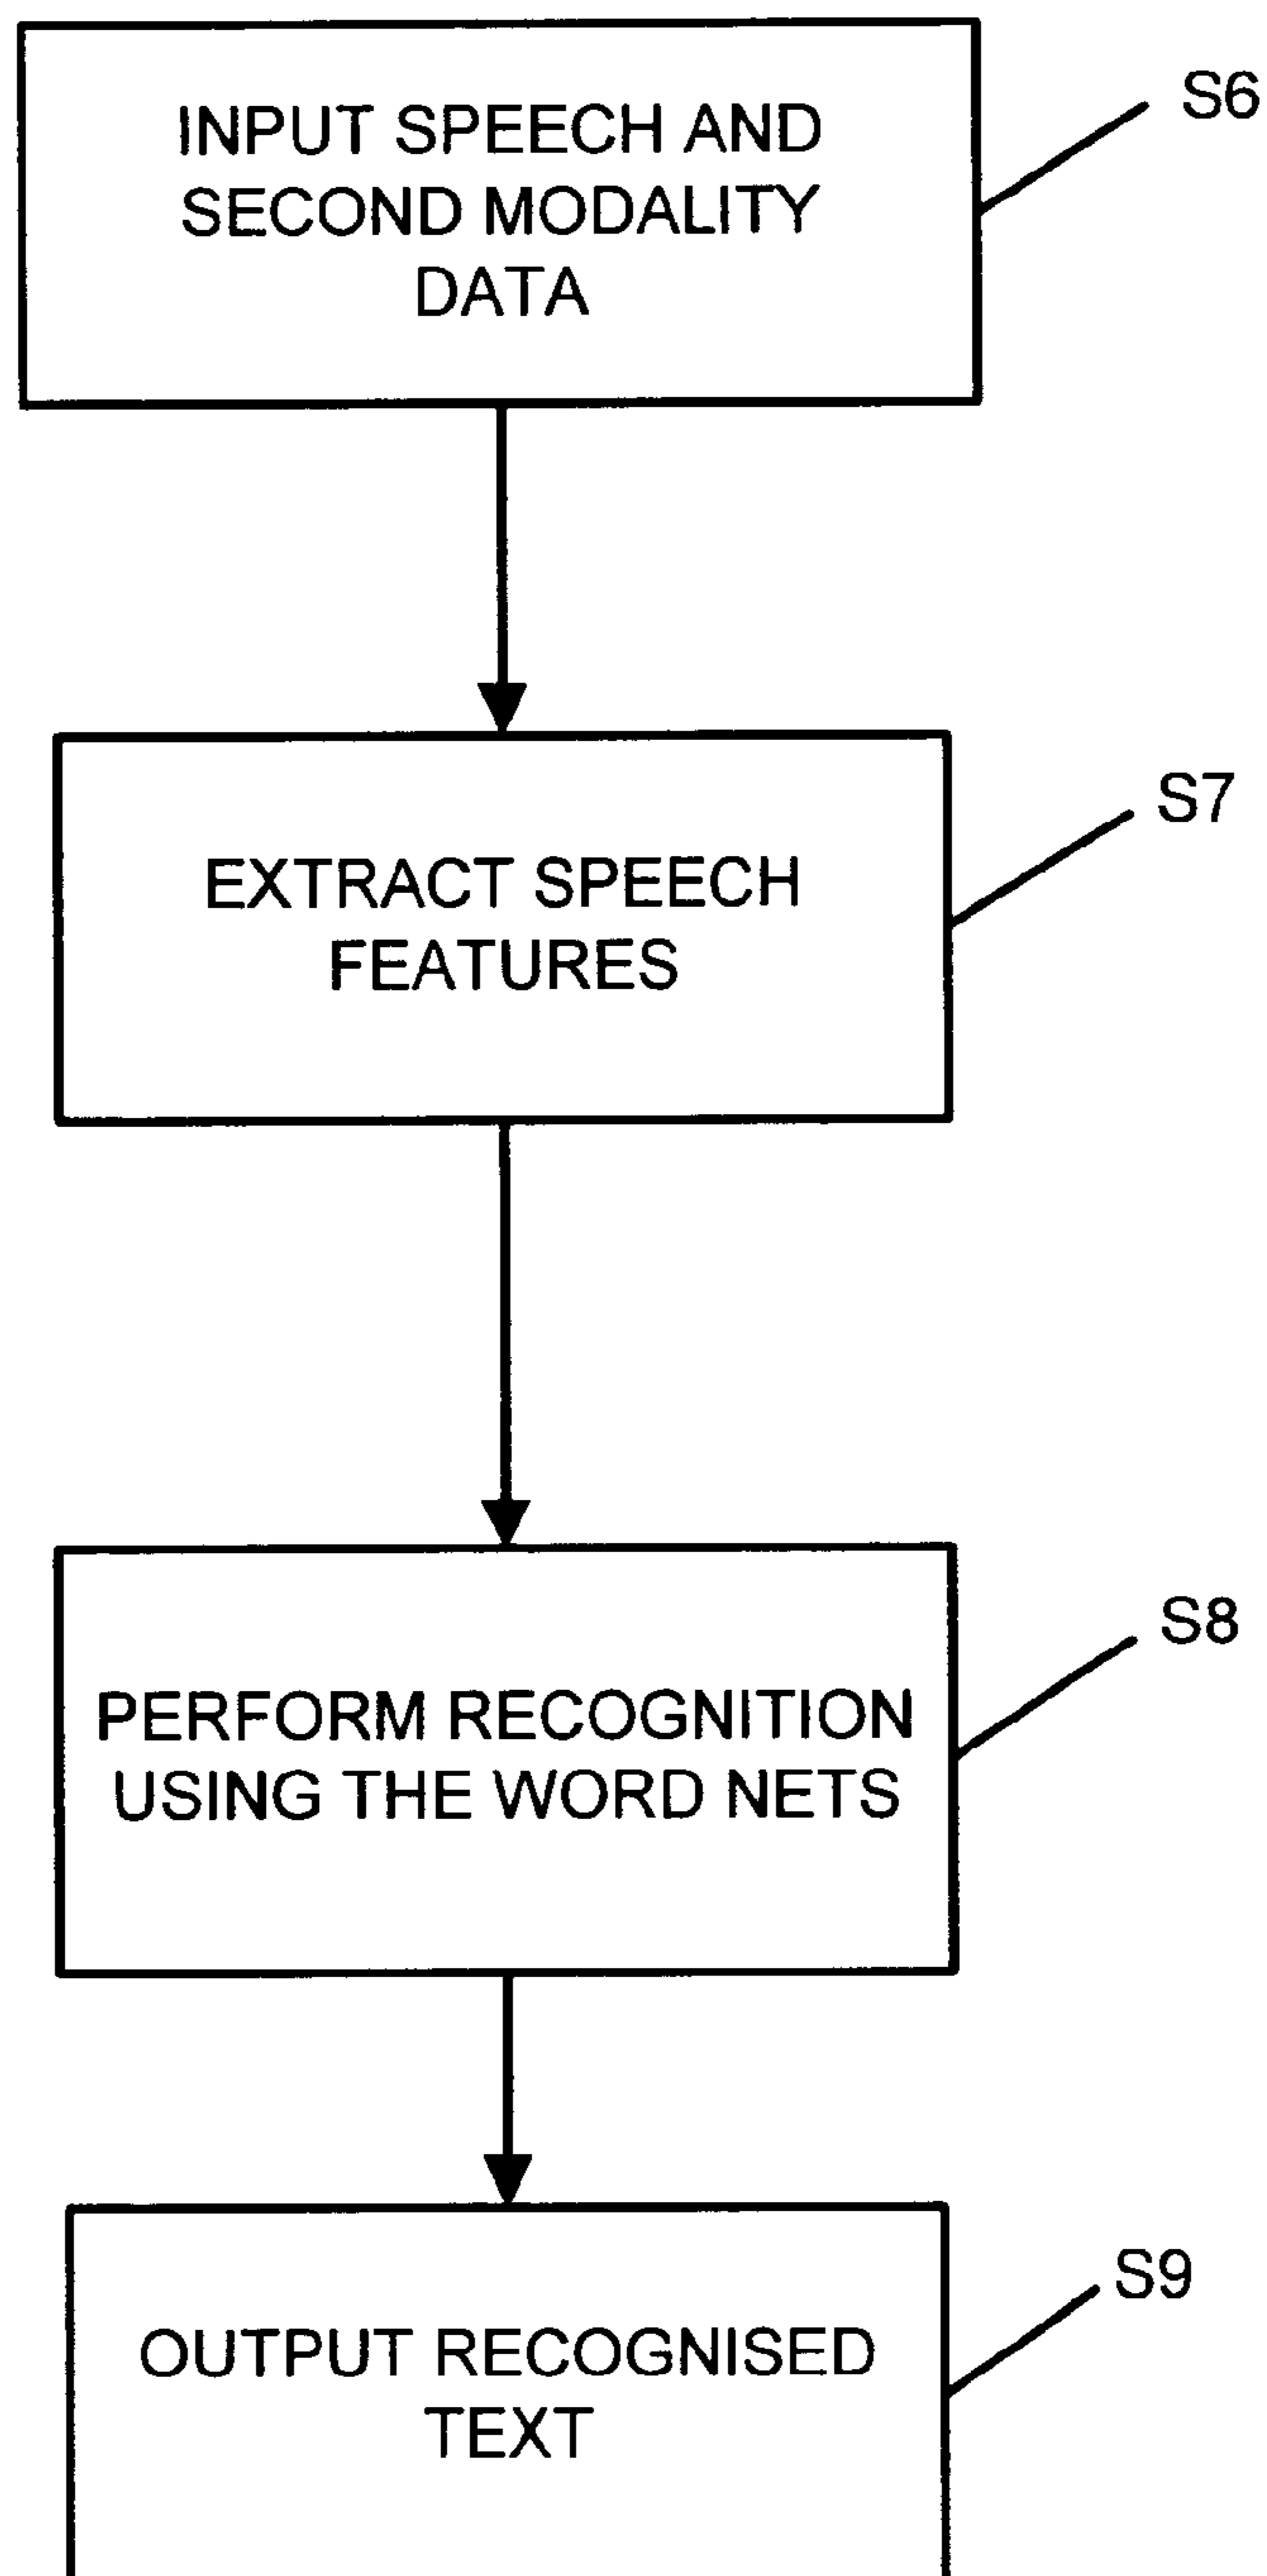 INPUT SPEECH AND
SECOND MODALITY
DATA
S6
EXTRACT SPEECH
FEATURES
S7
PERFORM RECOGNITION
USING THE WORD NETS
S8
OUTPUT RECOGNISED
TEXT
S9